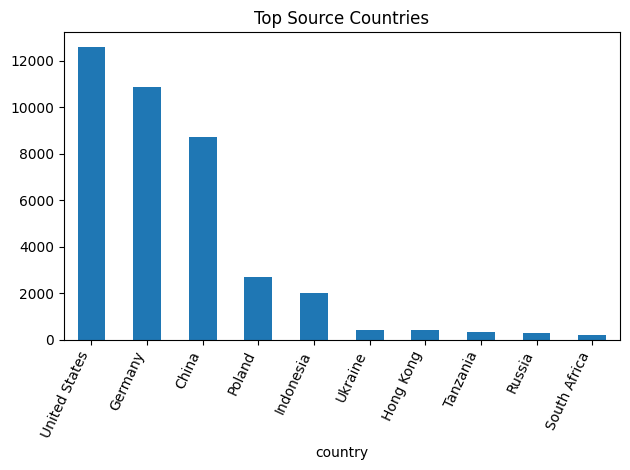 Top Source Countries
12000
10000
8000
6000
4000
2000
0
United States
Germany
China
Poland
Indonesia
Ukraine
Hong Kong
Tanzania
Russia
South Africa
country